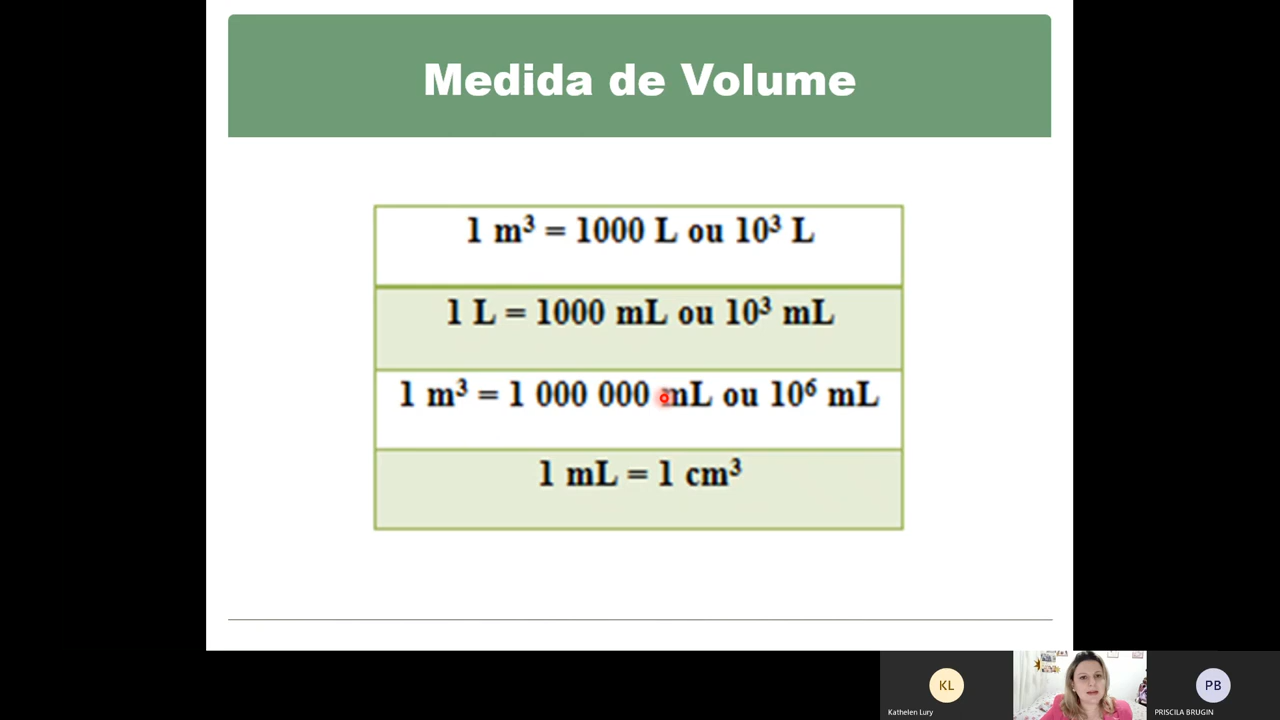 Medida de Volume
1 m³ = 1000 L ou 10³ L
1 L = 1000 mL ou 10³ mL
1 m³ = 1 000 000 mL ou 10⁶ mL
1 mL = 1 cm³
KL
PB
Kathelen Lury
PRISCILA BRUGIN